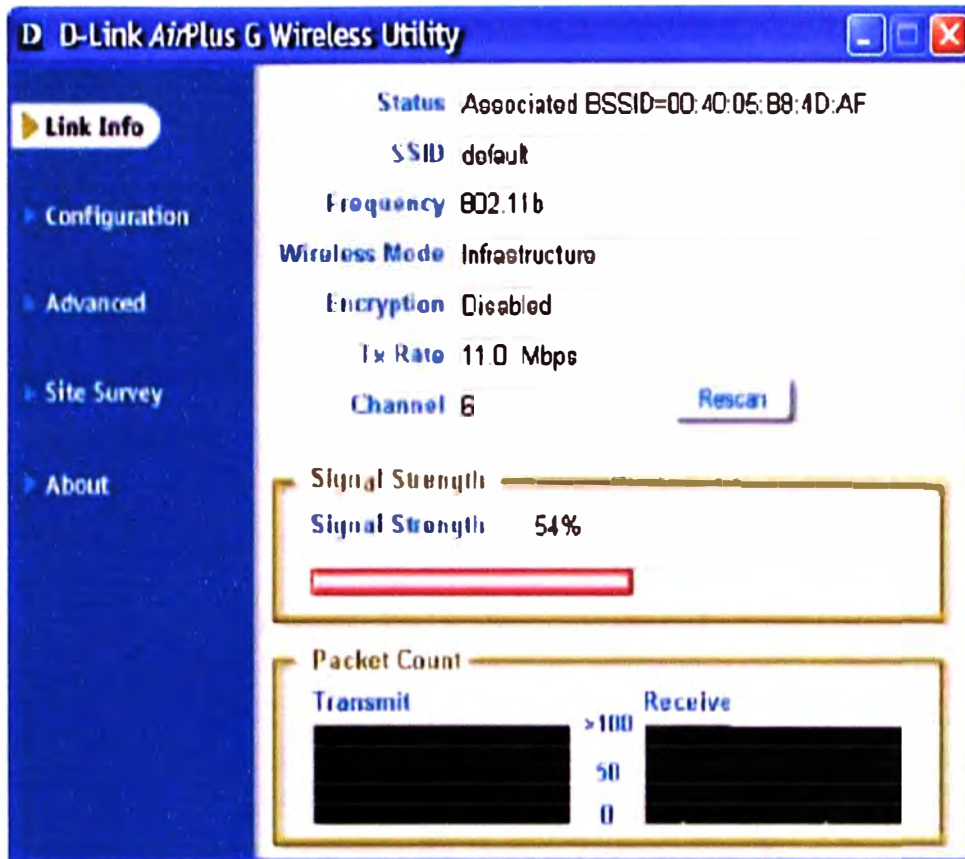 D D-Link AirPlus G Wireless Utility
Link Info
Configuration
Advanced
Site Survey
About
Status Associated BSSID=00:40:05:B8:4D:AF
SSID default
Frequency 802.11b
Wireless Mode Infrastructure
Encryption Disabled
Tx Rate 11.0 Mbps
Channel 6
Rescan
Signal Strength
Signal Strength 54%
Packet Count
Transmit
Receive
>100
50
0